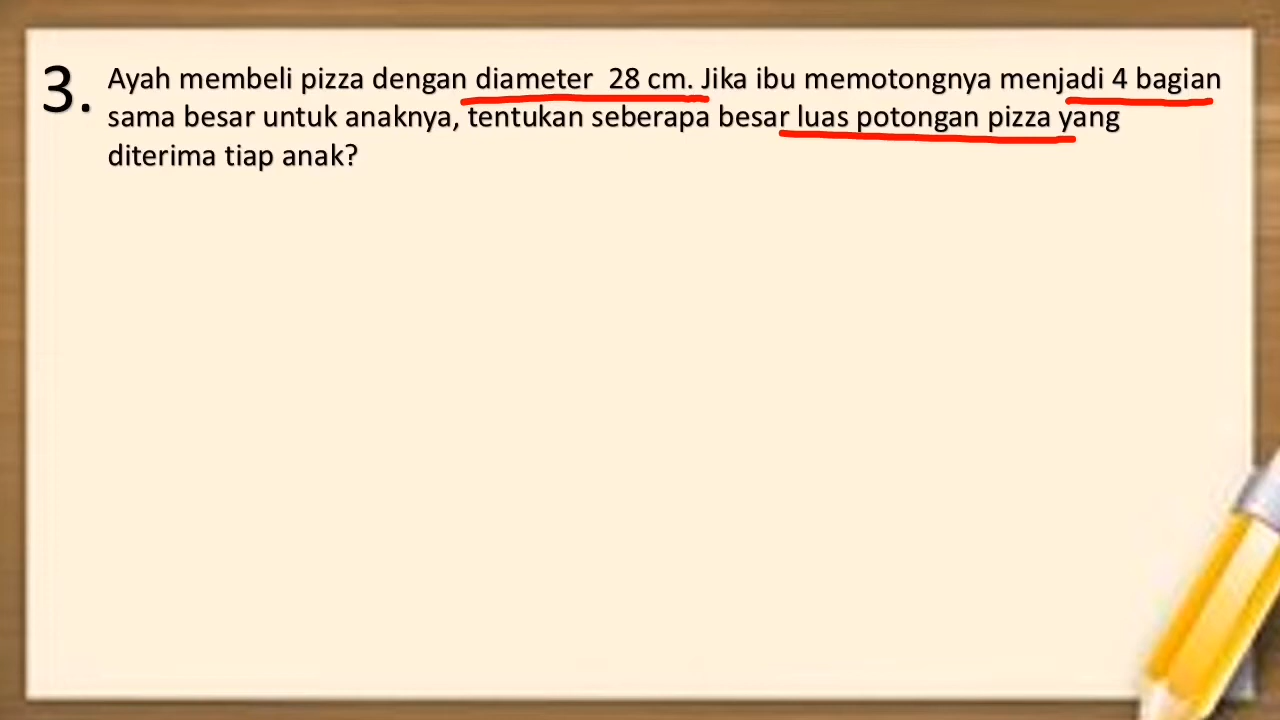 3. Ayah membeli pizza dengan diameter 28 cm. Jika ibu memotongnya menjadi 4 bagian
sama besar untuk anaknya, tentukan seberapa besar luas potongan pizza yang
diterima tiap anak?